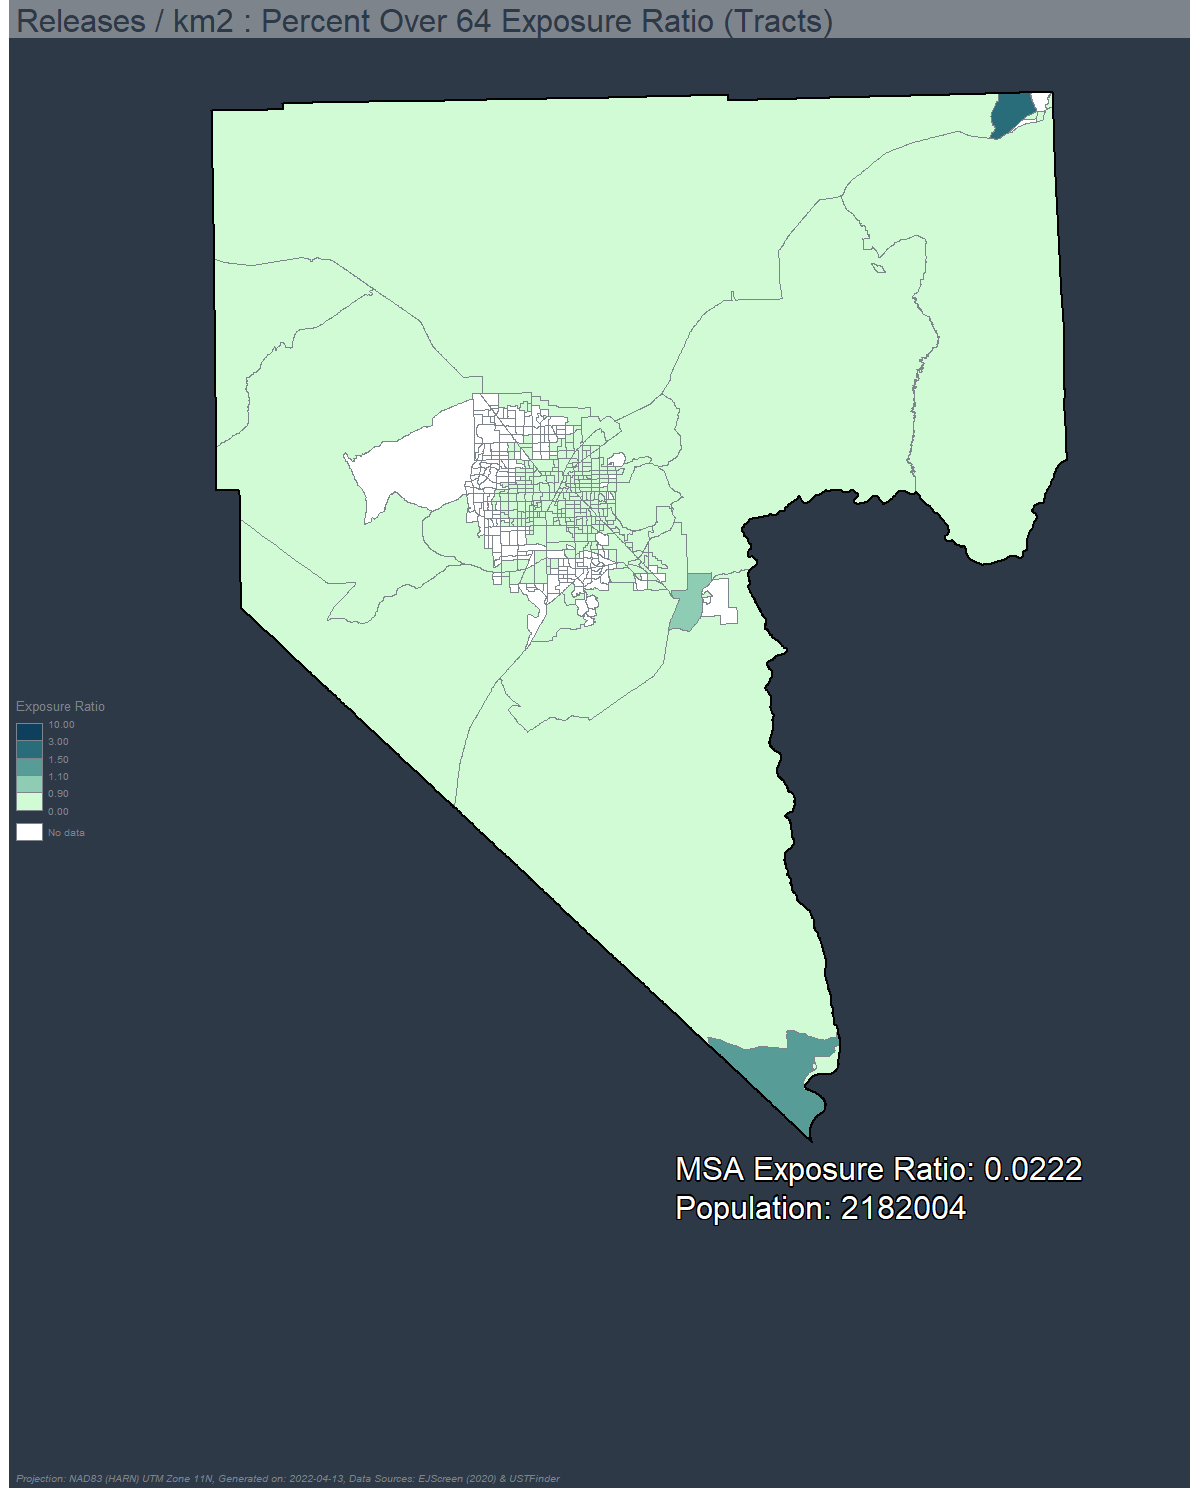 Releases / km2 : Percent Over 64 Exposure Ratio (Tracts)
Exposure Ratio
10.00
3.00
1.50
1.10
0.90
0.00
No data
MSA Exposure Ratio: 0.0222
Population: 2182004
Projection: NAD83 (HARN) UTM Zone 11N, Generated on: 2022-04-13, Data Sources: EJScreen (2020) & USTFinder